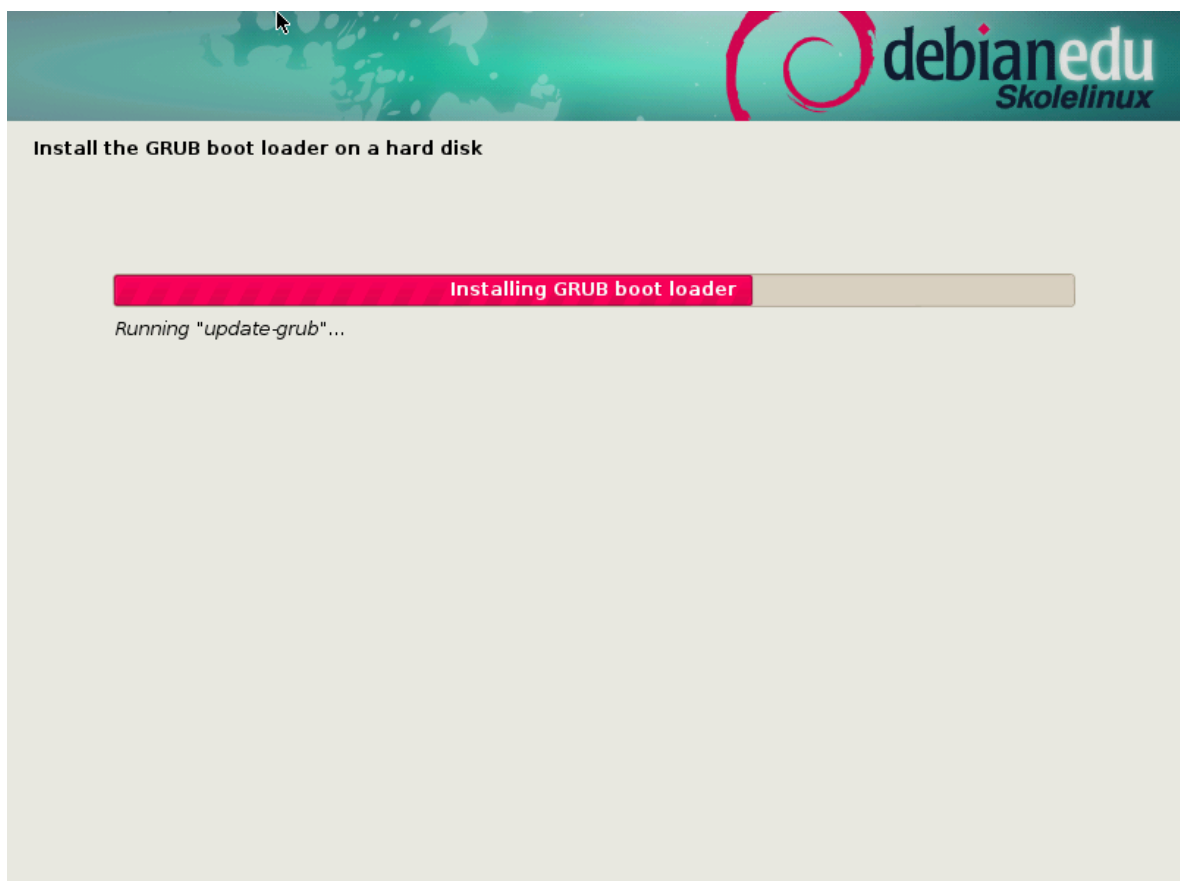 debianedu
Skolelinux
Install the GRUB boot loader on a hard disk
Installing GRUB boot loader
Running "update-grub"...